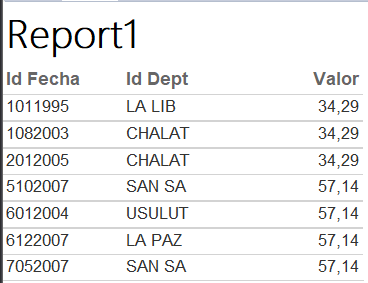 Report1
Id Fecha Id Dept Valor
1011995 LA LIB 34,29
1082003 CHALAT 34,29
2012005 CHALAT 34,29
5102007 SAN SA 57,14
6012004 USULUT 57,14
6122007 LA PAZ 57,14
7052007 SAN SA 57,14